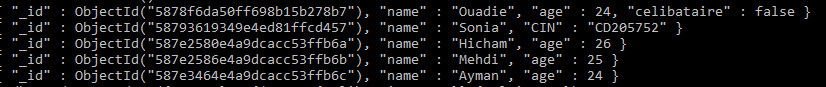 "_id" : ObjectId("5878f6da50ff698b15b278b7"), "name" : "Ouadie", "age" : 24, "celibataire" : false }
"_id" : ObjectId("58793619349e4ed81ffcd457"), "name" : "Sonia", "CIN" : "CD205752" }
"_id" : ObjectId("587e2580e4a9dcacc53ffb6a"), "name" : "Hicham", "age" : 26 }
"_id" : ObjectId("587e2586e4a9dcacc53ffb6b"), "name" : "Mehdi", "age" : 25 }
"_id" : ObjectId("587e3464e4a9dcacc53ffb6c"), "name" : "Ayman", "age" : 24 }